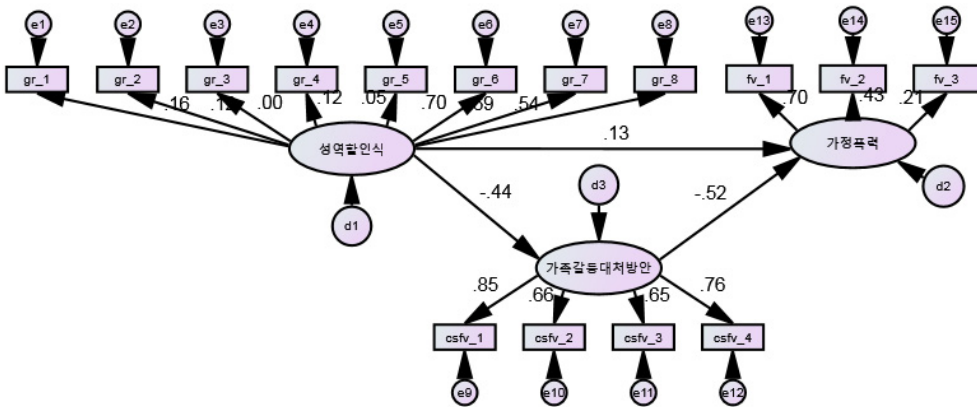 e1 e2 e3 e4 e5 e6 e7 e8 e13 e14 e15
gr_1 gr_2 gr_3 gr_4 gr_5 gr_6 gr_7 gr_8 fv_1 fv_2 fv_3
.16 .12 .00 .12 .05 .70 .69 .54 .70 .43 .21
성역할인식 .13 가정폭력
-.44 d3 -.52 d2
d1
가족갈등대처방안
.85 .66 .65 .76
csfv_1 csfv_2 csfv_3 csfv_4
e9 e10 e11 e12